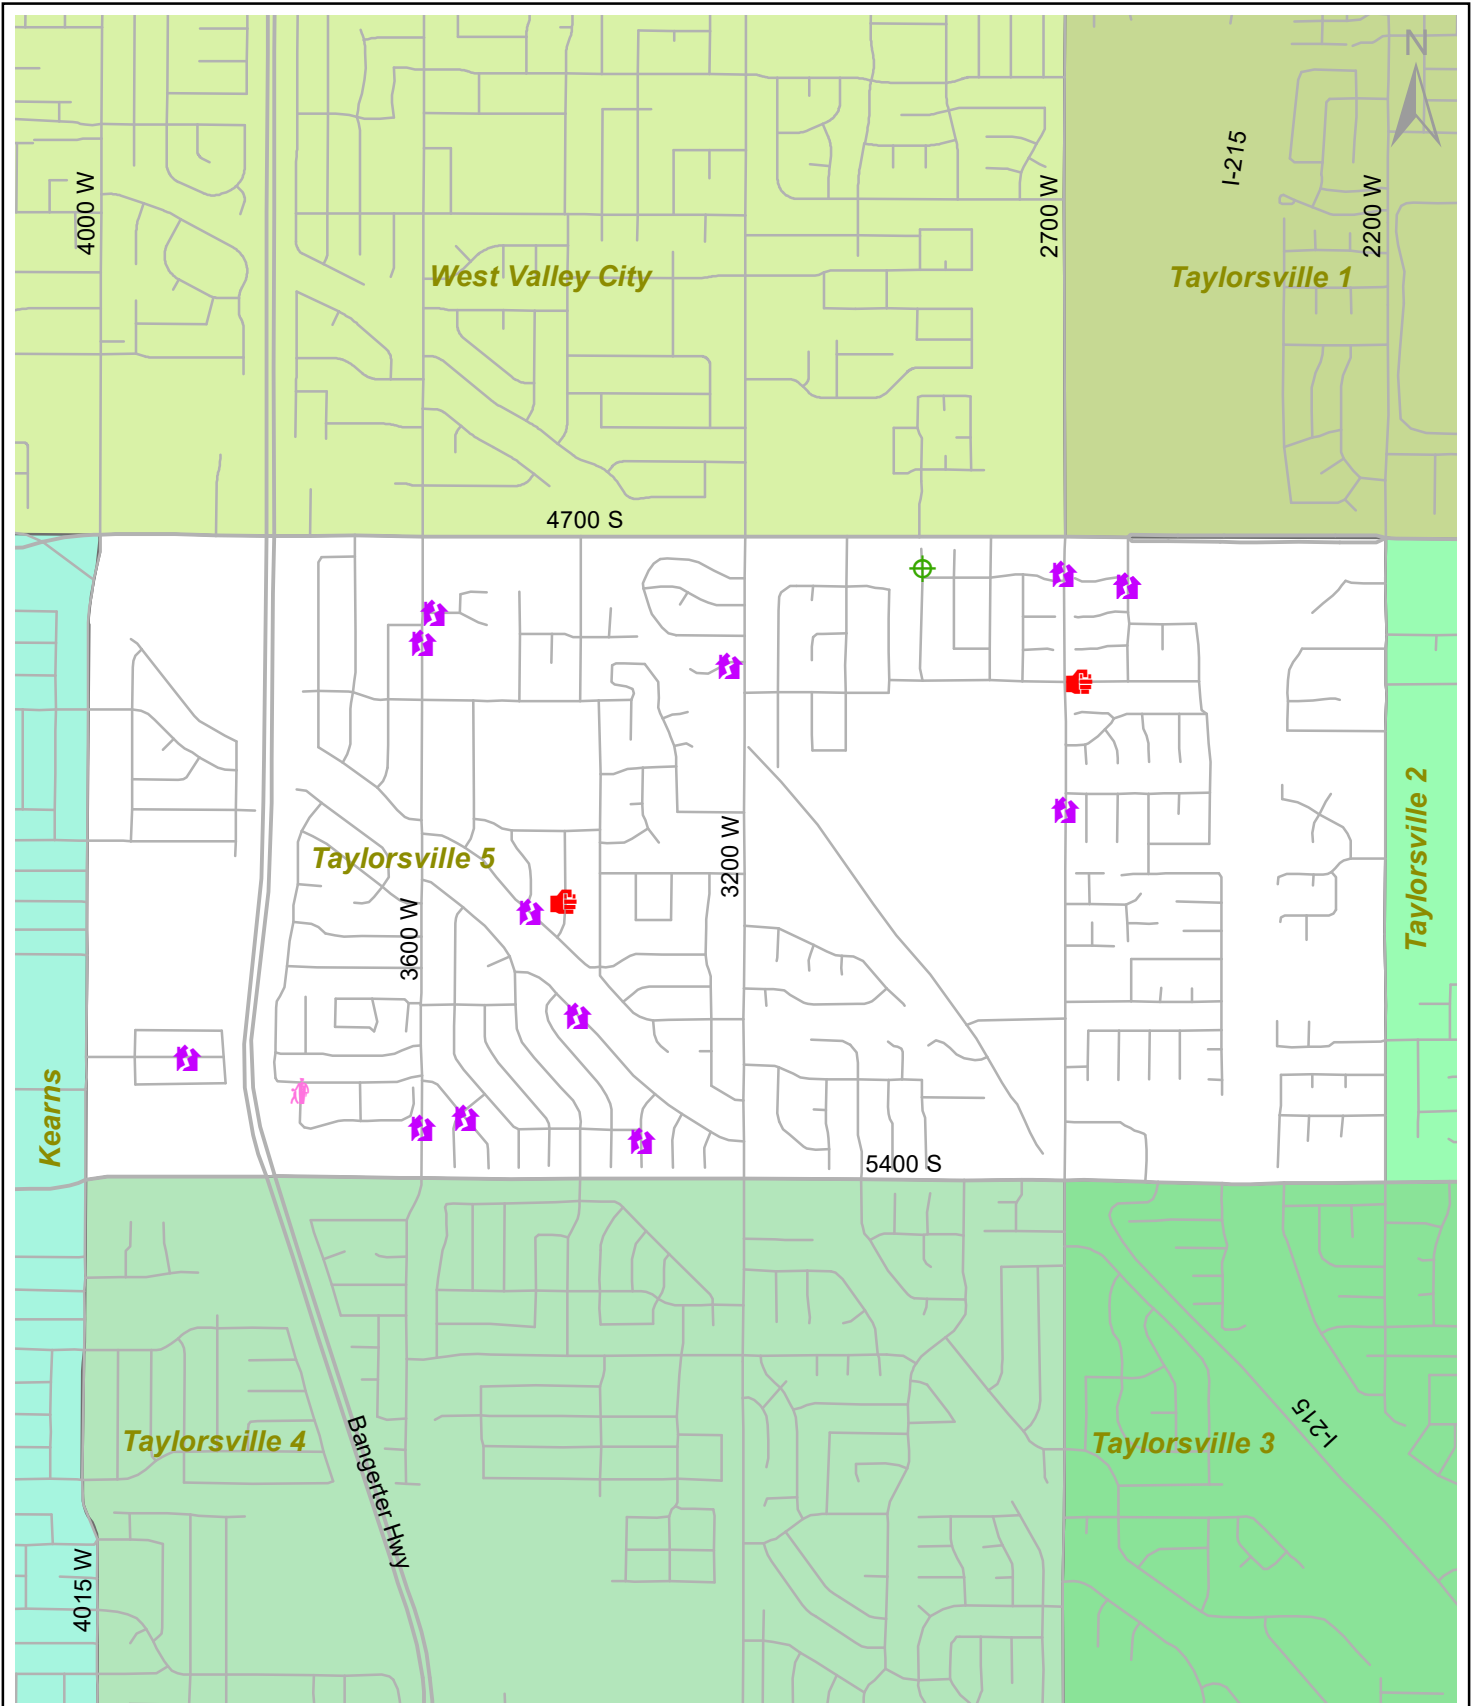 N
I-215
4000 W
2700 W
2200 W
West Valley City
Taylorsville 1
4700 S
Taylorsville 2
3200 W
Taylorsville 5
3600 W
Kearns
5400 S
Taylorsville 4
Bangerter Hwy
Taylorsville 3
I-215
4015 W